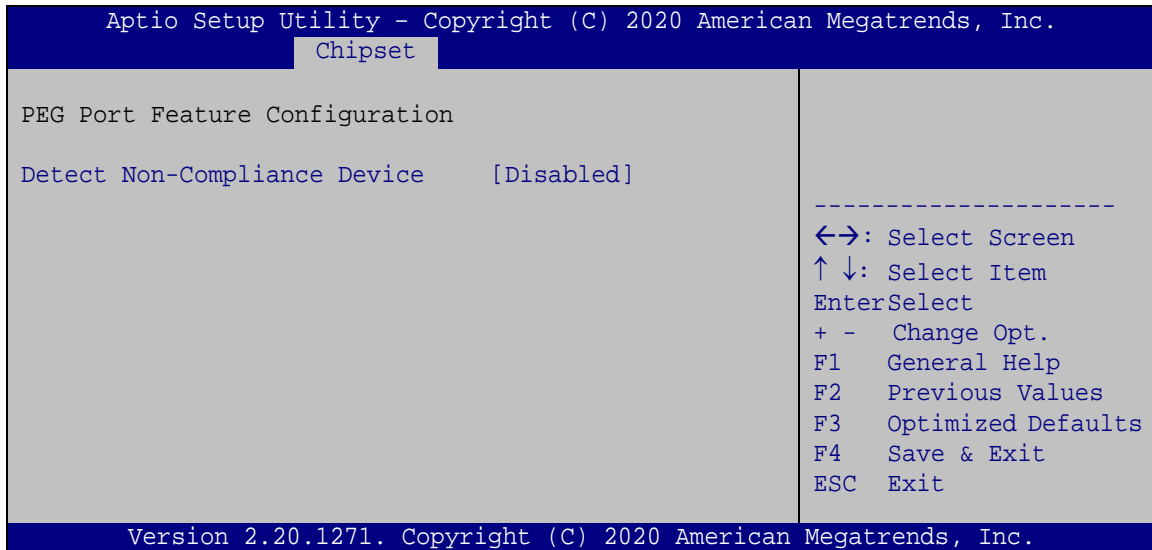 Aptio Setup Utility – Copyright (C) 2020 American Megatrends, Inc.
Chipset
PEG Port Feature Configuration
Detect Non-Compliance Device [Disabled]
---------------------
←→: Select Screen
↑ ↓: Select Item
EnterSelect
+ - Change Opt.
F1 General Help
F2 Previous Values
F3 Optimized Defaults
F4 Save & Exit
ESC Exit
Version 2.20.1271. Copyright (C) 2020 American Megatrends, Inc.